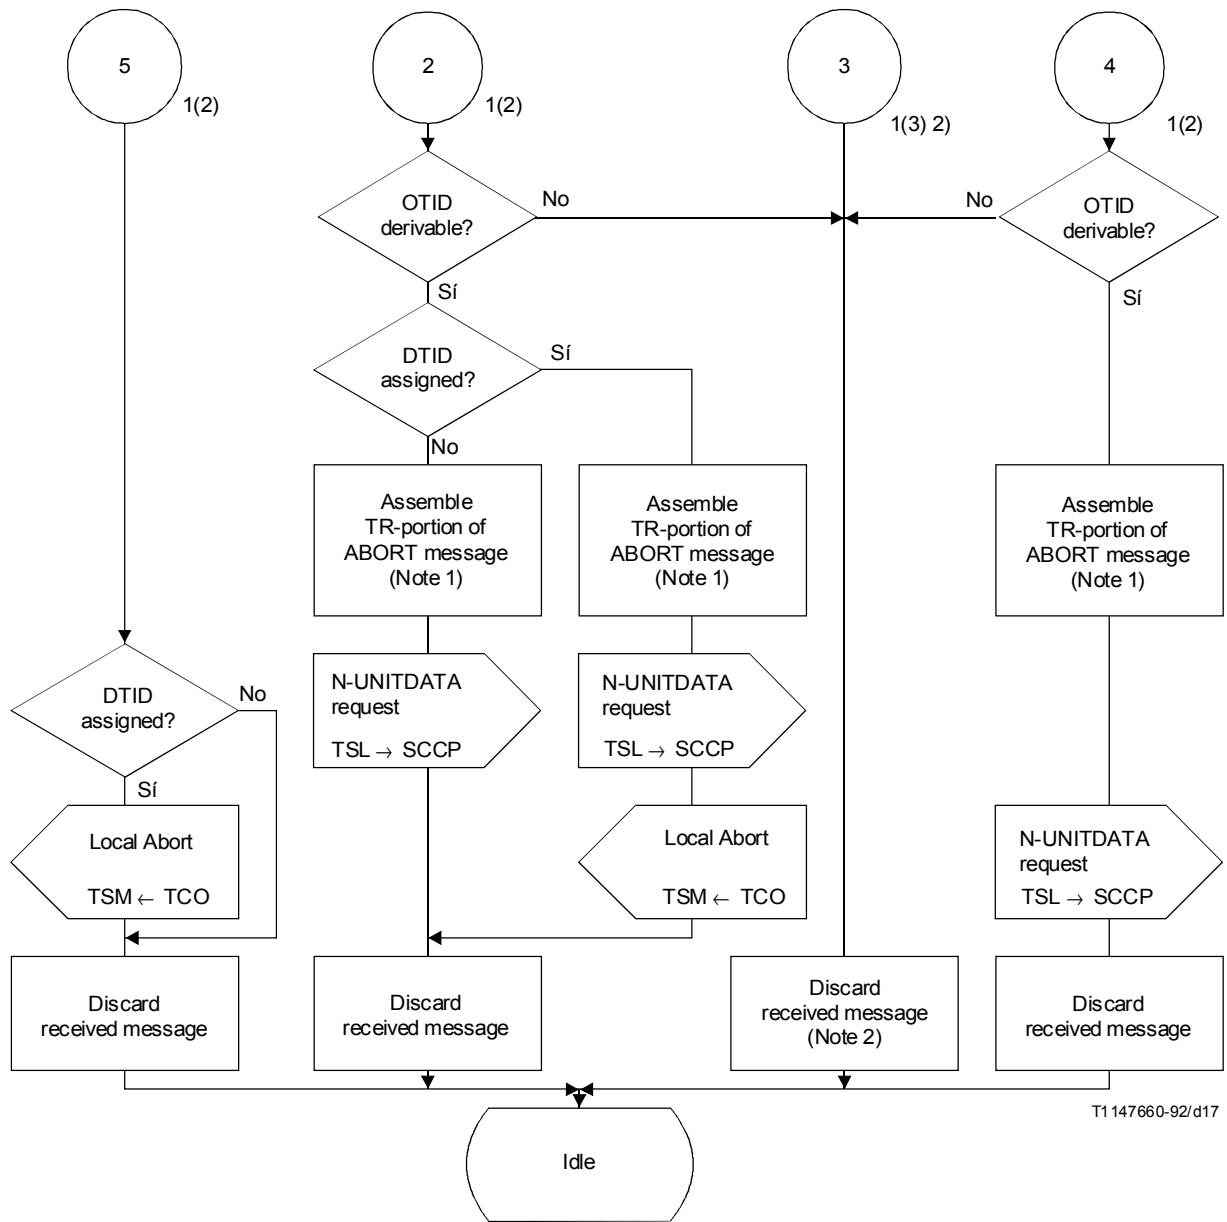 5
1(2)
2
1(2)
3
1(3) 2)
4
1(2)
OTID
derivable?
No
Sí
No
OTID
derivable?
Sí
DTID
assigned?
Sí
No
Assemble
TR-portion of
ABORT message
(Note 1)
Assemble
TR-portion of
ABORT message
(Note 1)
Assemble
TR-portion of
ABORT message
(Note 1)
DTID
assigned?
No
Sí
N-UNITDATA
request
TSL → SCCP
N-UNITDATA
request
TSL → SCCP
Local Abort
TSM ← TCO
Local Abort
TSM ← TCO
N-UNITDATA
request
TSL → SCCP
Discard
received message
Discard
received message
Discard
received message
(Note 2)
Discard
received message
T1147660-92/d17
Idle